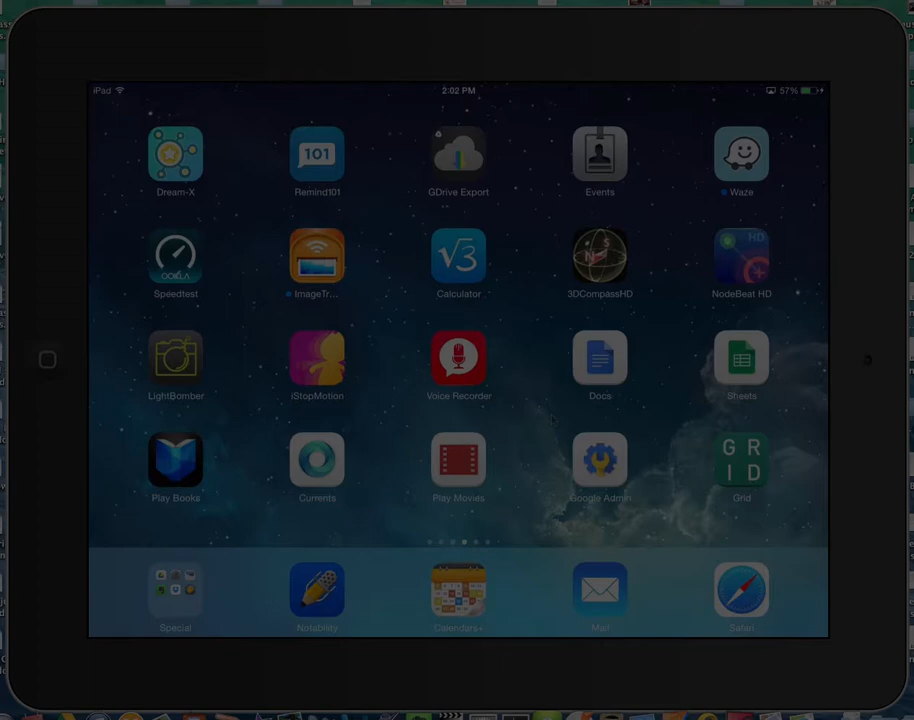 iPad 2:02 PM 57%
101
Dream-X Remind101 GDrive Export Events Waze
OOKLA √3 N S HD
Speedtest ImageTr... Calculator 3DCompassHD NodeBeat HD
LightBomber iStopMotion Voice Recorder Docs Sheets
G R
I D
Play Books Currents Play Movies Google Admin Grid
Special Notability Calendars+ Mail Safari